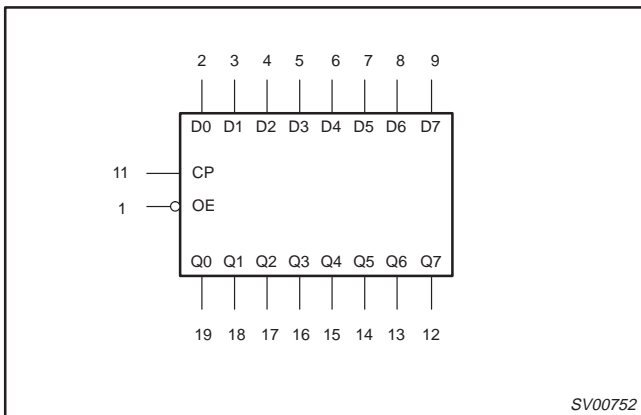 2 3 4 5 6 7 8 9
D0 D1 D2 D3 D4 D5 D6 D7
11 CP
1 OE
Q0 Q1 Q2 Q3 Q4 Q5 Q6 Q7
19 18 17 16 15 14 13 12
SV00752